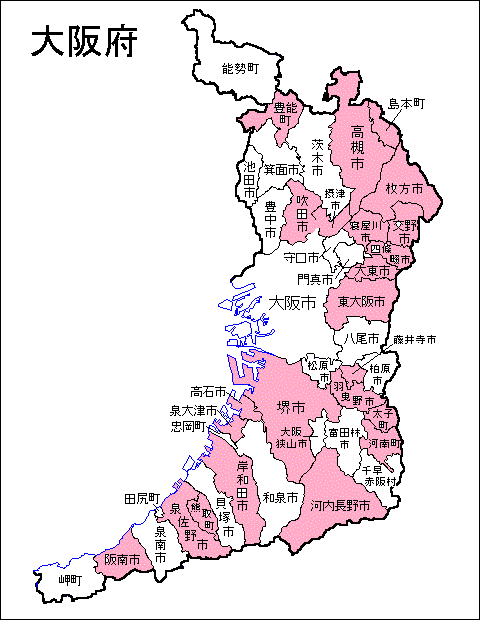 大阪府
能勢町
豊能町
島本町
高槻市
茨木市
箕面市
池田市
豊中市
吹田市
摂津市
枚方市
寝屋川市
交野市
守口市
四條畷市
門真市
大東市
大阪市
東大阪市
八尾市
藤井寺市
松原市
柏原市
羽曳野市
高石市
泉大津市
忠岡町
堺市
太子町
大阪狭山市
富田林市
河南町
千早赤阪村
岸和田市
和泉市
河内長野市
田尻町
貝塚市
熊取町
泉佐野市
泉南市
阪南市
岬町